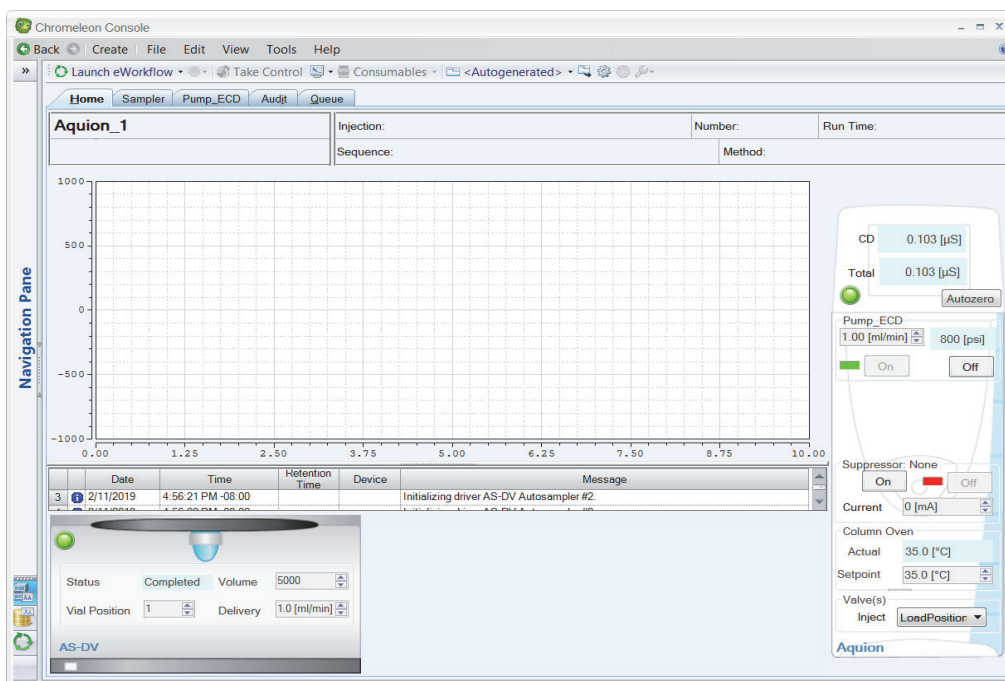 Chromeleon Console
Back Create File Edit View Tools Help
» Launch eWorkflow Take Control Consumables <Autogenerated>
Home Sampler Pump_ECD Audit Queue
Aquion_1 Injection: Number: Run Time:
Sequence: Method:
Navigation Pane
1000
500
0
-500
-1000
0.00 1.25 2.50 3.75 5.00 6.25 7.50 8.75 10.00
CD 0.103 [µS]
Total 0.103 [µS]
Autozero
Pump_ECD
1.00 [ml/min] 800 [psi]
On Off
Suppressor: None
On Off
Current 0 [mA]
Column Oven
Actual 35.0 [°C]
Setpoint 35.0 [°C]
Valve(s)
Inject LoadPosition
Aquion
Date Time Retention Time Device Message
3 2/11/2019 4:56:21 PM -08:00 Initializing driver AS-DV Autosampler #2.
Status Completed Volume 5000
Vial Position 1 Delivery 1.0 [ml/min]
AS-DV